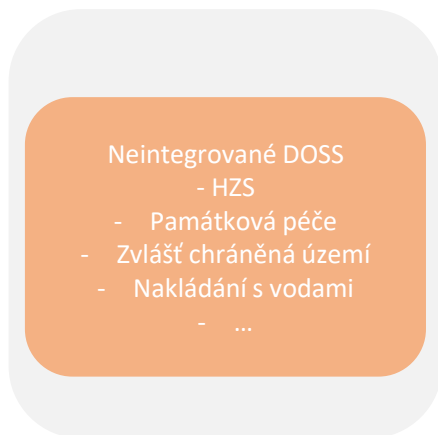 Neintegrované DOSS
- HZS
- Památková péče
- Zvlášť chráněná území
- Nakládání s vodami
- ...